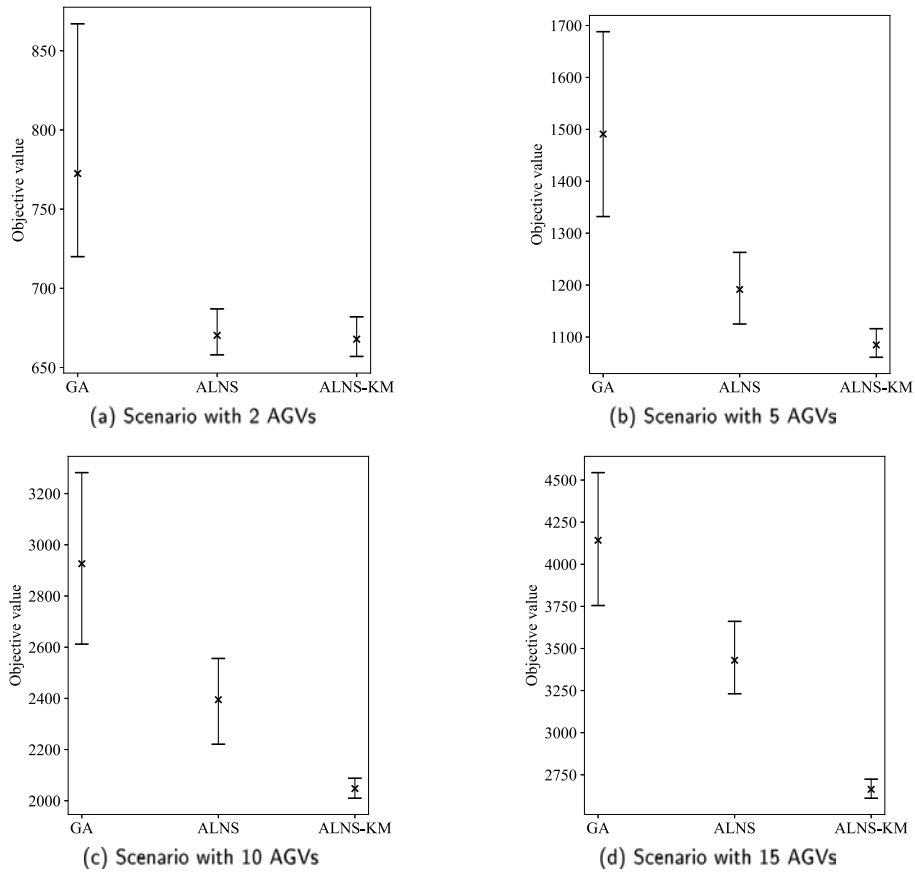 850
800
750
700
650
Objective value
GA
ALNS
ALNS-KM
(a) Scenario with 2 AGVs
1700
1600
1500
1400
1300
1200
1100
Objective value
GA
ALNS
ALNS-KM
(b) Scenario with 5 AGVs
3200
3000
2800
2600
2400
2200
2000
Objective value
GA
ALNS
ALNS-KM
(c) Scenario with 10 AGVs
4500
4250
4000
3750
3500
3250
3000
2750
Objective value
GA
ALNS
ALNS-KM
(d) Scenario with 15 AGVs